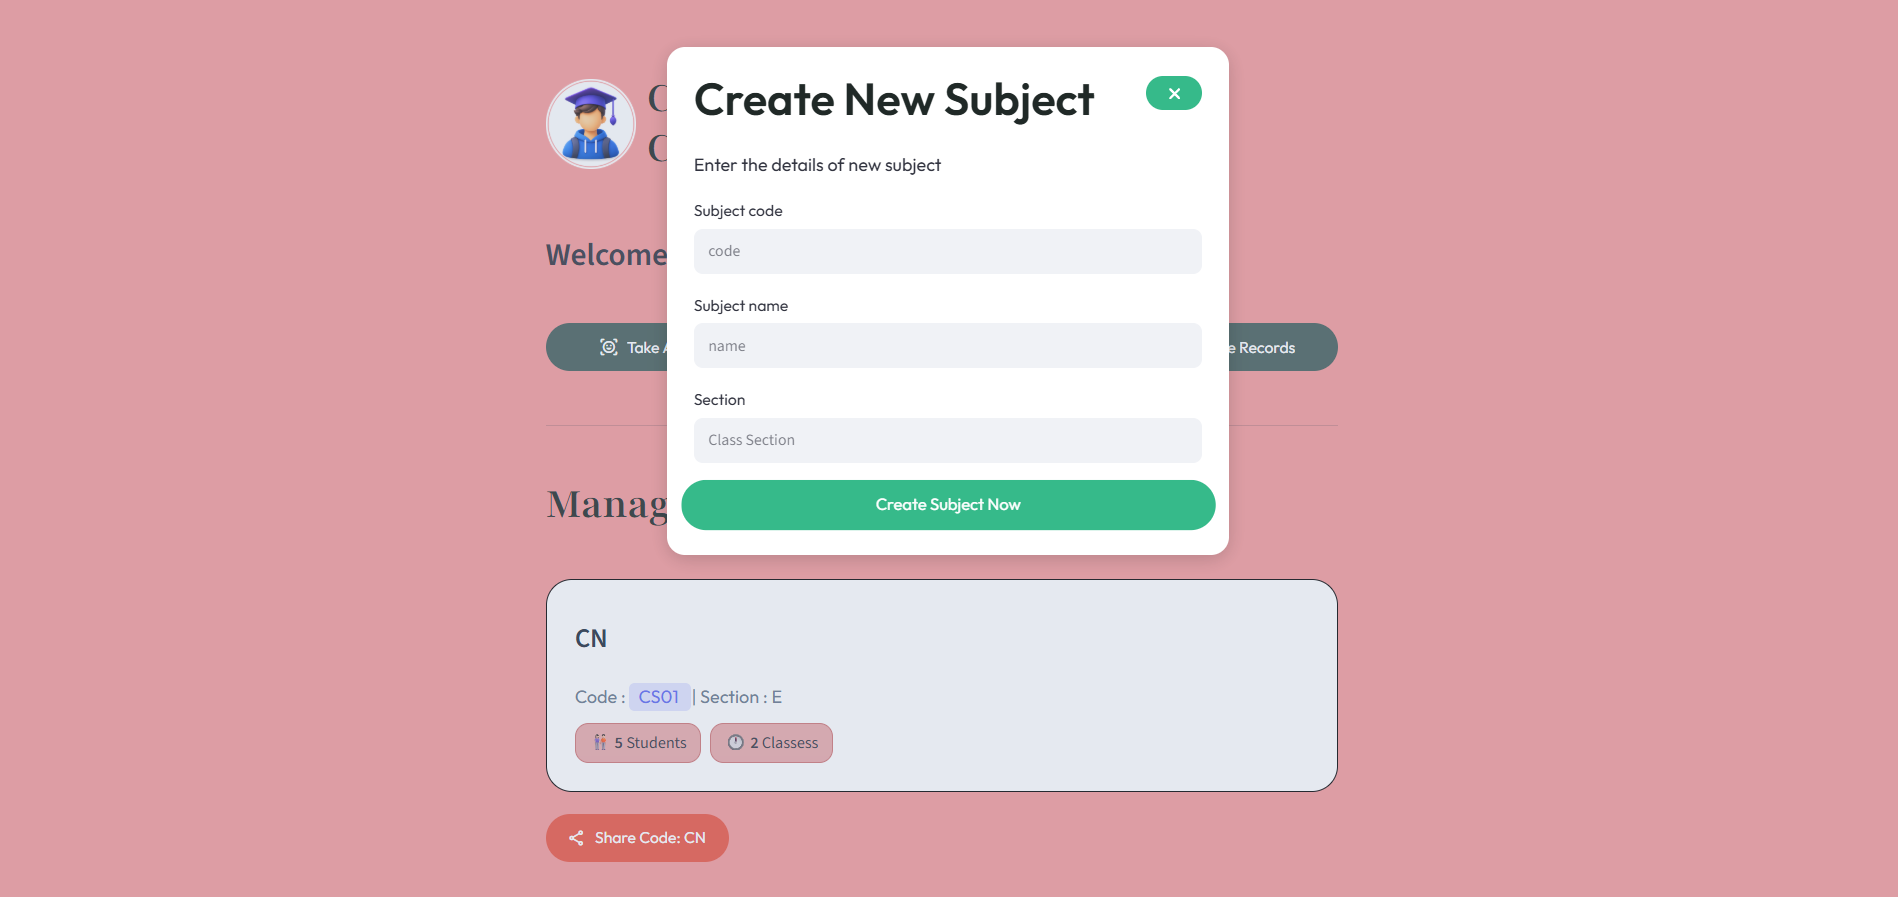 Create New Subject
Enter the details of new subject
Subject code
code
Subject name
name
Section
Class Section
Create Subject Now
C
C
Welcome
Take
Records
Manag
CN
Code : CS01 | Section : E
5 Students 2 Classess
Share Code: CN